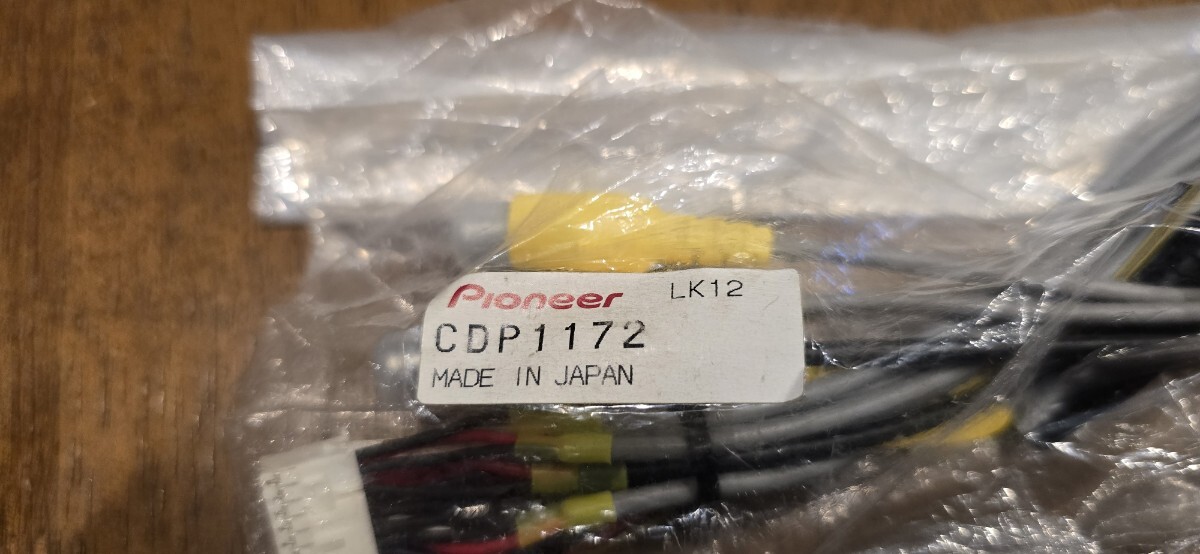 Pioneer LK12
CDP1172
MADE IN JAPAN